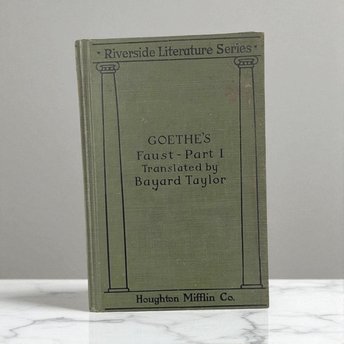 Riverside Literature Series
GOETHE'S
Faust - Part I
Translated by
Bayard Taylor
Houghton Mifflin Co.